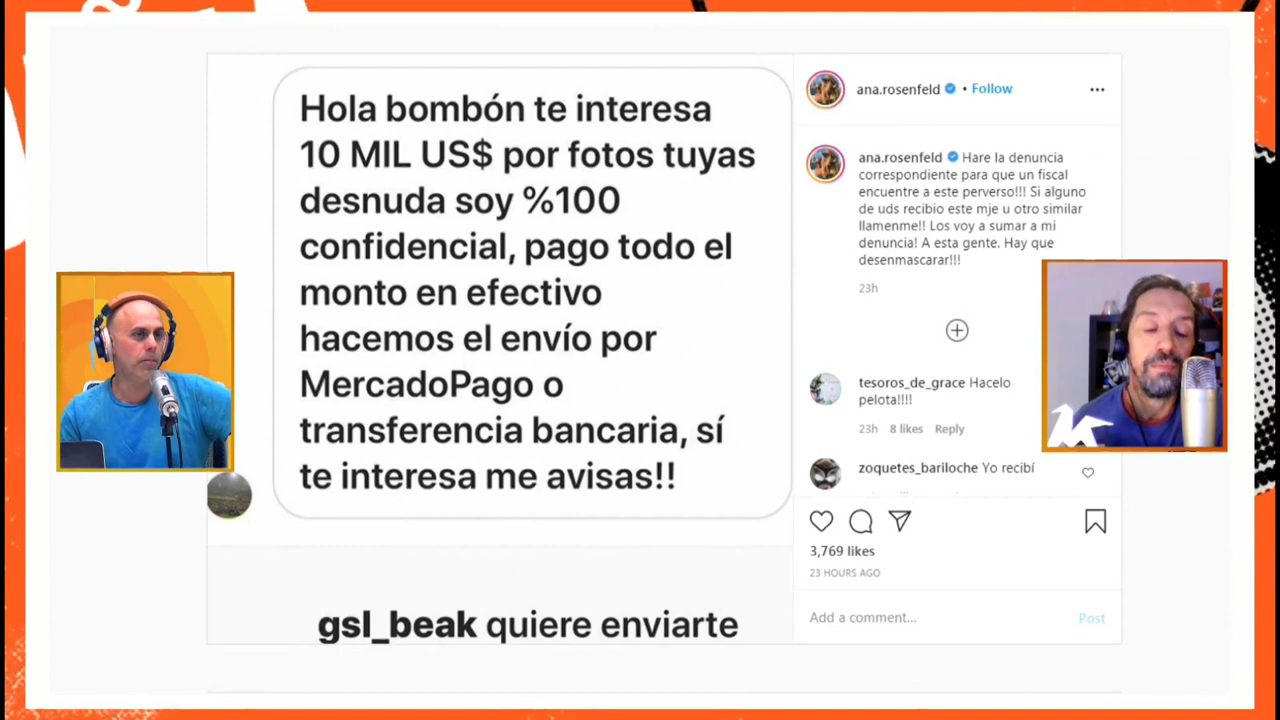 Hola bombón te interesa
10 MIL US$ por fotos tuyas
desnuda soy %100
confidencial, pago todo el
monto en efectivo
hacemos el envío por
MercadoPago o
transferencia bancaria, sí
te interesa me avisas!!
gsl_beak quiere enviarte
ana.rosenfeld • Follow
ana.rosenfeld Hare la denuncia
correspondiente para que un fiscal
encuentre a este perverso!!! Si alguno
de uds recibio este mje u otro similar
llamenme!! Los voy a sumar a mi
denuncia! A esta gente. Hay que
desenmascarar!!!
23h
tesoros_de_grace Hacelo
pelota!!!!
23h 8 likes Reply
zoquetes_bariloche Yo recibí
3,769 likes
23 HOURS AGO
Add a comment... Post